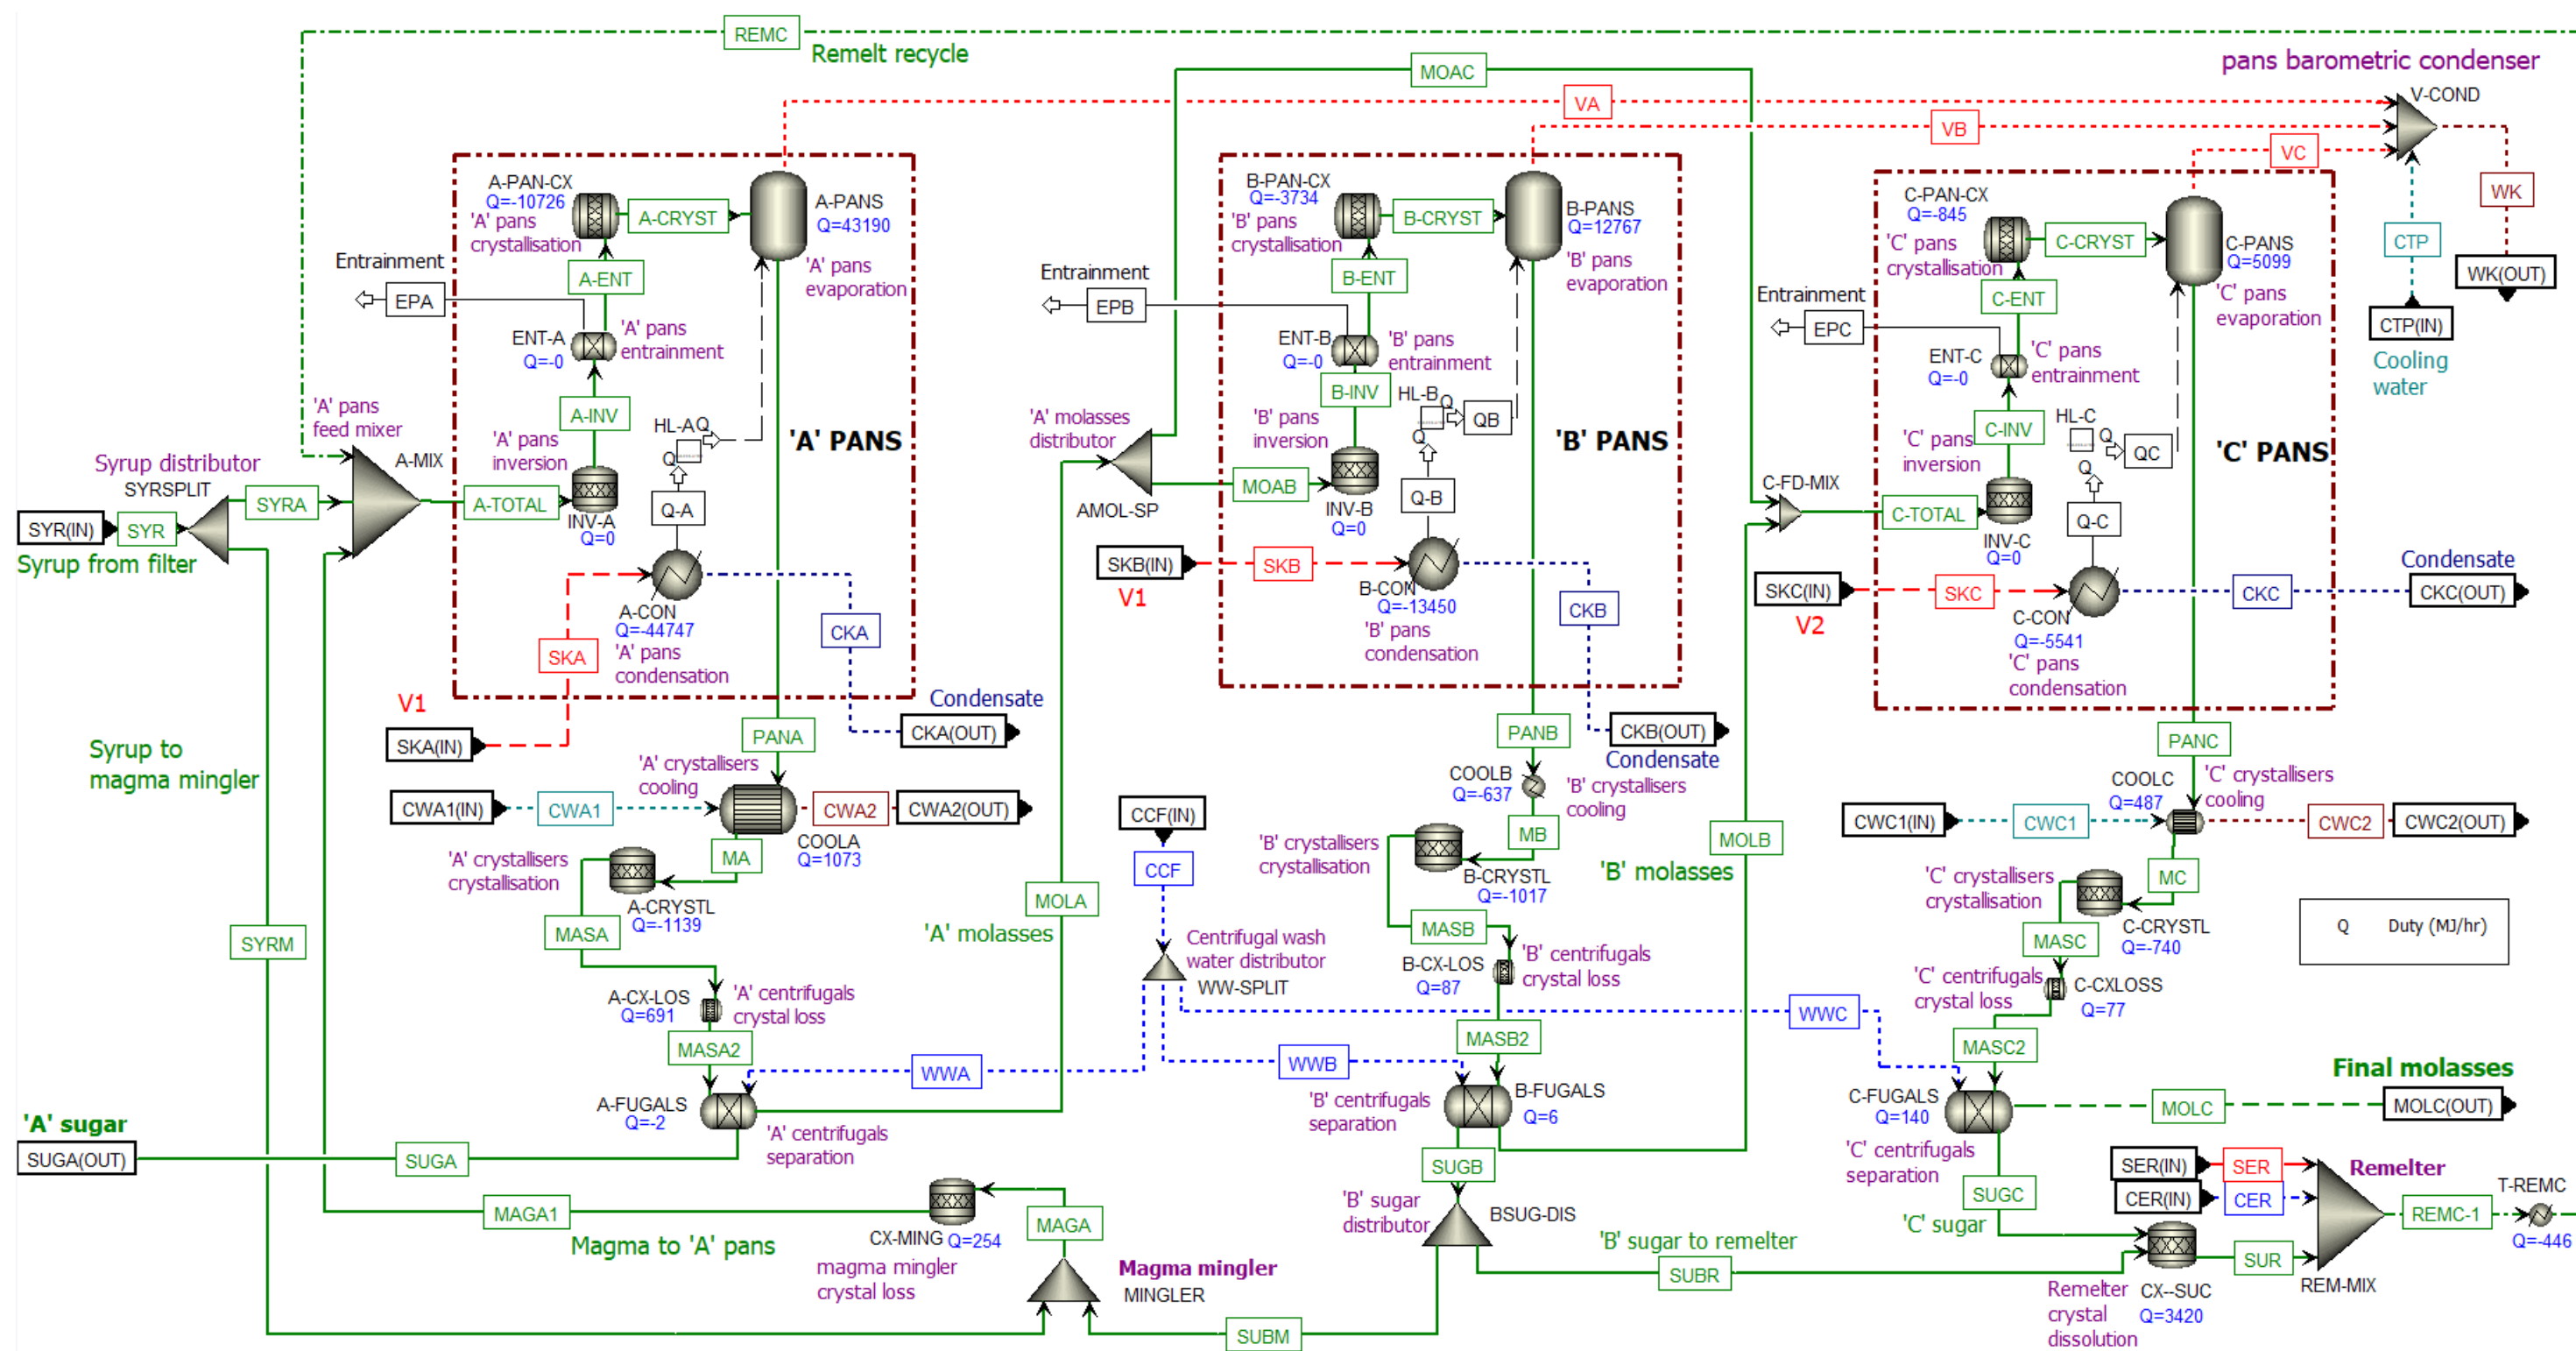 REMC
Remelt recycle
MOAC
pans barometric condenser
V-COND
VA
VB
VC
WK
WK(OUT)
CTP
CTP(IN)
Cooling
water
A-PAN-CX
Q=-10726
'A' pans
crystallisation
A-CRYST
A-PANS
Q=43190
'A' pans
evaporation
Entrainment
EPA
A-ENT
ENT-A
Q=-0
'A' pans
entrainment
A-INV
'A' pans
inversion
HL-A
Q
Q
'A' PANS
'A' pans
feed mixer
A-MIX
Syrup distributor
SYRSPLIT
SYRA
A-TOTAL
INV-A
Q=0
Q-A
SYR(IN)
SYR
Syrup from filter
A-CON
Q=-44747
'A' pans
condensation
CKA
SKA
V1
SKA(IN)
Condensate
CKA(OUT)
B-PAN-CX
Q=-3734
'B' pans
crystallisation
B-CRYST
B-PANS
Q=12767
'B' pans
evaporation
Entrainment
EPB
B-ENT
ENT-B
Q=-0
'B' pans
entrainment
B-INV
HL-B
Q
Q
QB
'B' PANS
'A' molasses
distributor
AMOL-SP
'B' pans
inversion
MOAB
INV-B
Q=0
Q-B
SKB(IN)
SKB
V1
B-CON
Q=-13450
'B' pans
condensation
CKB
CKB(OUT)
Condensate
C-PAN-CX
Q=-845
'C' pans
crystallisation
C-CRYST
C-PANS
Q=5099
'C' pans
evaporation
Entrainment
EPC
C-ENT
ENT-C
Q=-0
'C' pans
entrainment
C-INV
'C' pans
inversion
HL-C
Q
Q
QC
'C' PANS
C-FD-MIX
C-TOTAL
INV-C
Q=0
Q-C
SKC(IN)
SKC
V2
C-CON
Q=-5541
'C' pans
condensation
CKC
Condensate
CKC(OUT)
Syrup to
magma mingler
PANA
'A' crystallisers
cooling
CWA1(IN)
CWA1
CWA2
CWA2(OUT)
COOLA
Q=1073
MA
'A' crystallisers
crystallisation
A-CRYSTL
Q=-1139
MASA
SYRM
A-CX-LOS
Q=691
'A' centrifugals
crystal loss
MASA2
A-FUGALS
Q=-2
'A' centrifugals
separation
'A' sugar
SUGA(OUT)
SUGA
MOLA
'A' molasses
CCF(IN)
CCF
Centrifugal wash
water distributor
WW-SPLIT
WWA
WWB
WWC
PANB
COOLB
Q=-637
'B' crystallisers
cooling
MB
'B' crystallisers
crystallisation
B-CRYSTL
Q=-1017
MASB
B-CX-LOS
Q=87
'B' centrifugals
crystal loss
MASB2
'B' centrifugals
separation
B-FUGALS
Q=6
MOLB
'B' molasses
SUGB
'B' sugar
distributor
BSUG-DIS
'B' sugar to remelter
SUBR
SUBM
MAGA1
Magma to 'A' pans
CX-MING
Q=254
magma mingler
crystal loss
MAGA
Magma mingler
MINGLER
PANC
COOLC
Q=487
'C' crystallisers
cooling
CWC1(IN)
CWC1
CWC2
CWC2(OUT)
MC
'C' crystallisers
crystallisation
C-CRYSTL
Q=-740
MASC
'C' centrifugals
crystal loss
C-CXLOSS
Q=77
MASC2
Q Duty (MJ/hr)
C-FUGALS
Q=140
'C' centrifugals
separation
Final molasses
MOLC
MOLC(OUT)
SUGC
'C' sugar
SER(IN)
SER
CER(IN)
CER
Remelter
REMC-1
T-REMC
Q=-446
SUR
REM-MIX
Remelter
crystal
dissolution
CX--SUC
Q=3420